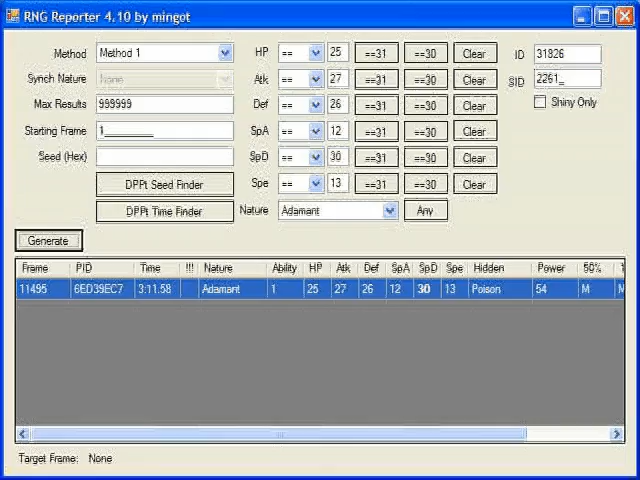 RNG Reporter 4.10 by mingot
Method Method 1 HP == 25 ==31 ==30 Clear ID 31826
Synch Nature None Atk == 27 ==31 ==30 Clear SID 2261_
Max Results 999999 Def == 26 ==31 ==30 Clear Shiny Only
Starting Frame 1_________ SpA == 12 ==31 ==30 Clear
Seed (Hex) SpD == 30 ==31 ==30 Clear
DPPt Seed Finder Spe == 13 ==31 ==30 Clear
DPPt Time Finder Nature Adamant Any
Generate
Frame PID Time !!! Nature Ability HP Atk Def SpA SpD Spe Hidden Power 50%
11495 6ED39EC7 3:11.58 Adamant 1 25 27 26 12 30 13 Poison 54 M M
Target Frame: None